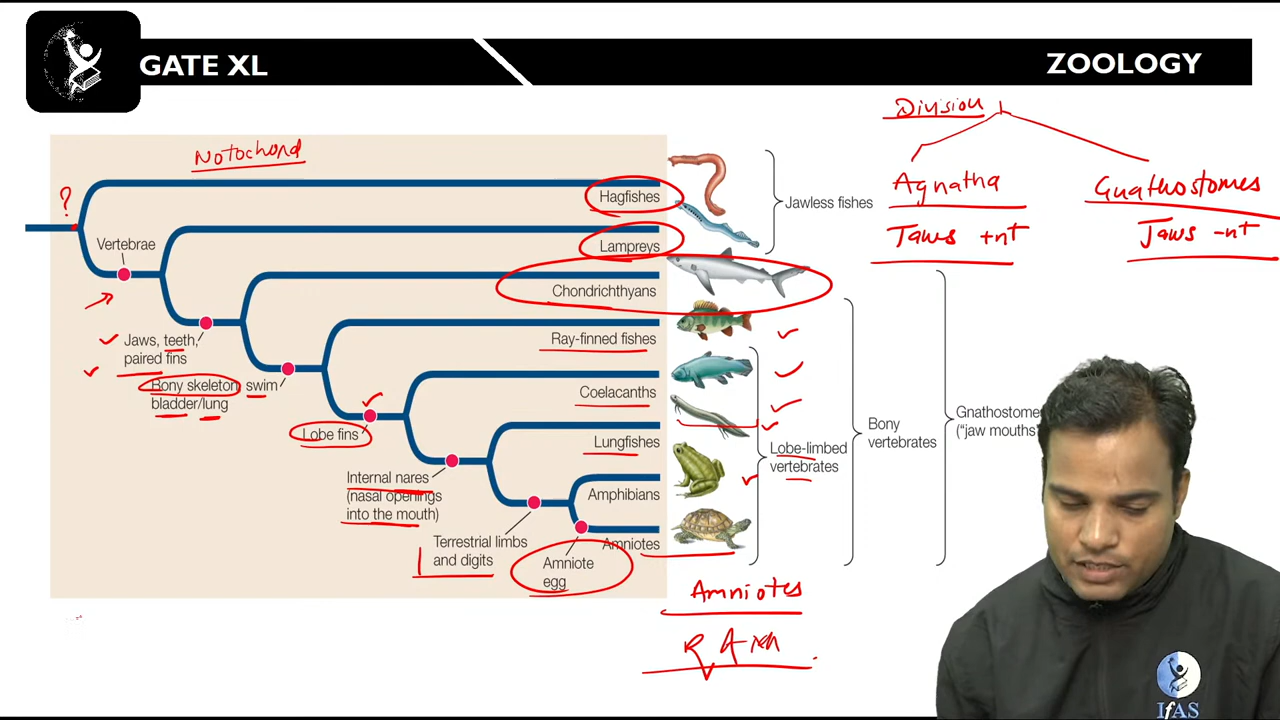 GATE XL
ZOOLOGY
Division
Notochord
Agnatha
Gnathostomes
Jaws +nt
Jaws -nt
?
Hagfishes
Jawless fishes
Vertebrae
Lampreys
Chondrichthyans
Jaws, teeth,
paired fins
Ray-finned fishes
Bony skeleton, swim
bladder/lung
Coelacanths
Lobe fins
Lungfishes
Internal nares
(nasal openings
into the mouth)
Amphibians
Terrestrial limbs
and digits
Amniotes
Amniote
egg
Lobe-limbed
vertebrates
Bony
vertebrates
Gnathostome
("jaw mouths"
Amniotes
IfAS